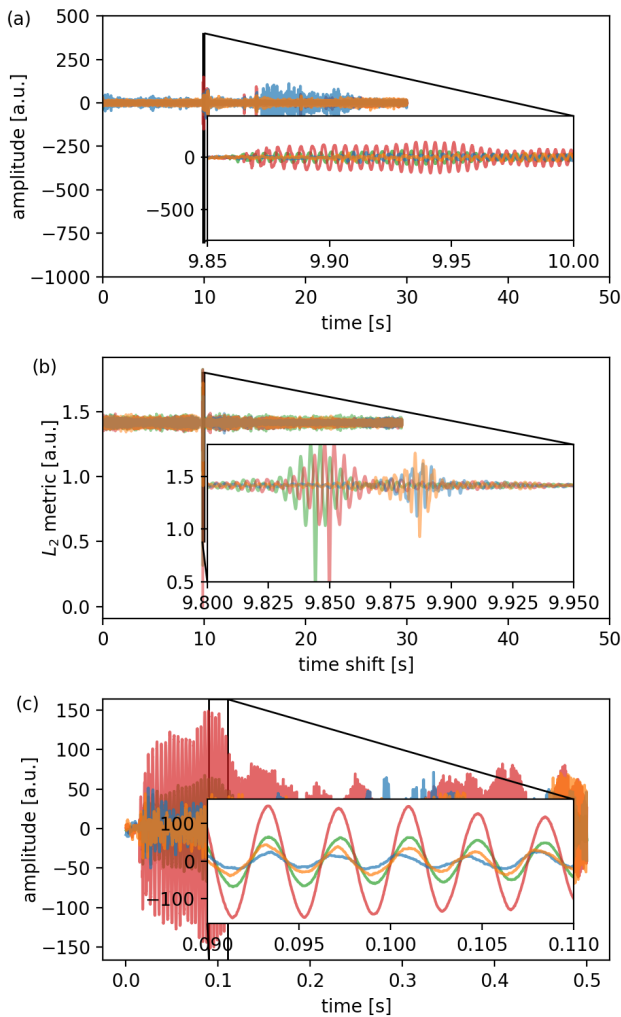 (a)
amplitude [a.u.]
500
250
0
−250
−500
−750
−1000
0
−500
9.85 9.90 9.95 10.00
0 10 20 30 40 50
time [s]
(b)
L2 metric [a.u.]
1.5
1.0
0.5
0.0
1.5
1.0
0.5
9.800 9.825 9.850 9.875 9.900 9.925 9.950
0 10 20 30 40 50
time shift [s]
(c)
amplitude [a.u.]
150
100
50
0
−50
−100
−150
100
0
−100
0.090 0.095 0.100 0.105 0.110
0.0 0.1 0.2 0.3 0.4 0.5
time [s]